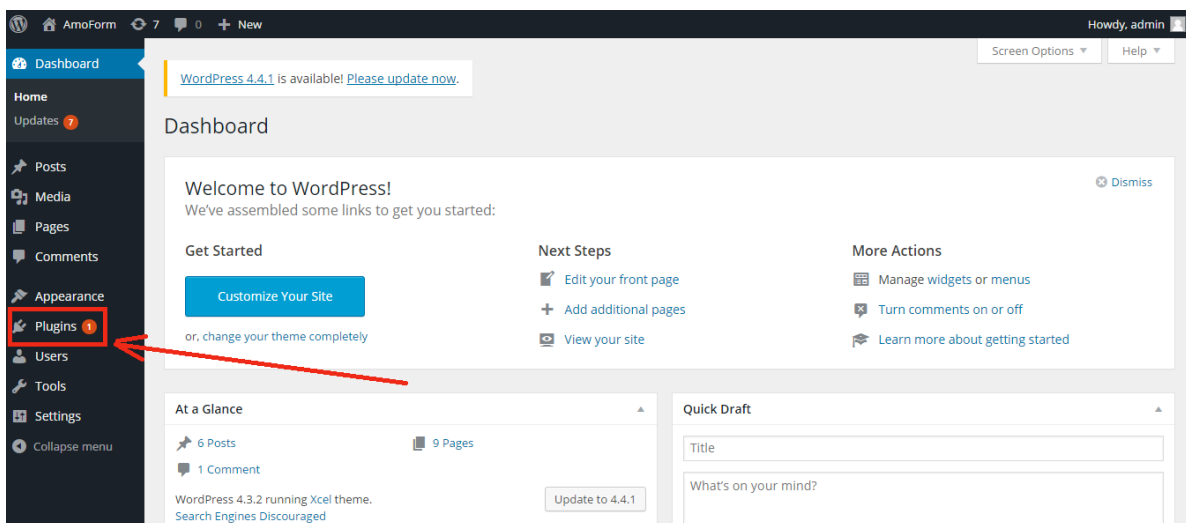 AmoForm 7 0 New Howdy, admin
Dashboard
Home
Updates 7
Posts
Media
Pages
Comments
Appearance
Plugins 1
Users
Tools
Settings
Collapse menu
Screen Options Help
WordPress 4.4.1 is available! Please update now.
Dashboard
Welcome to WordPress!
Dismiss
We've assembled some links to get you started:
Get Started
Customize Your Site
or, change your theme completely
Next Steps
Edit your front page
Add additional pages
View your site
More Actions
Manage widgets or menus
Turn comments on or off
Learn more about getting started
At a Glance
6 Posts 9 Pages
1 Comment
WordPress 4.3.2 running Xcel theme.
Update to 4.4.1
Search Engines Discouraged
Quick Draft
Title
What's on your mind?